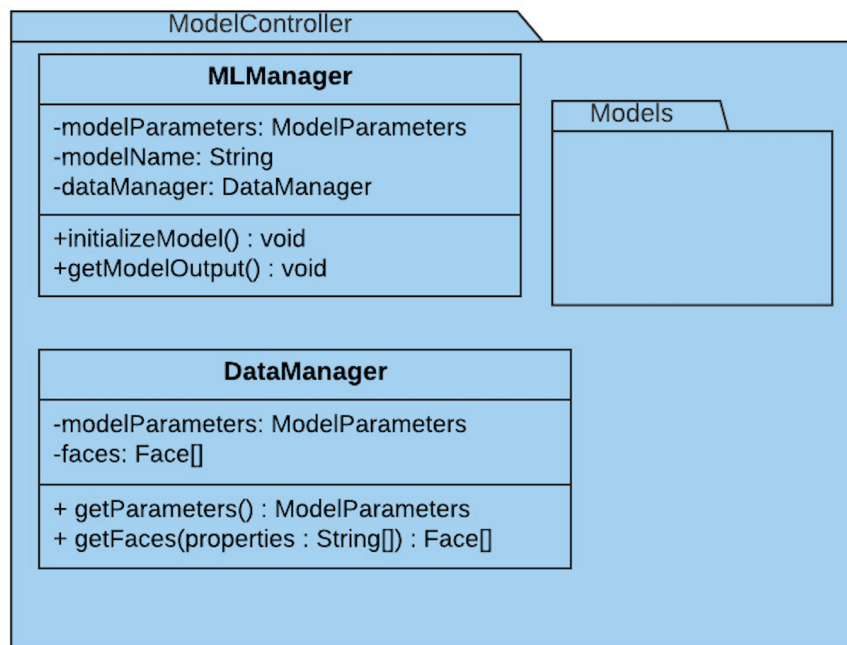 ModelController
MLManager
-modelParameters: ModelParameters
-modelName: String
-dataManager: DataManager
+initializeModel() : void
+getModelOutput() : void
Models
DataManager
-modelParameters: ModelParameters
-faces: Face[]
+ getParameters() : ModelParameters
+ getFaces(properties : String[]) : Face[]